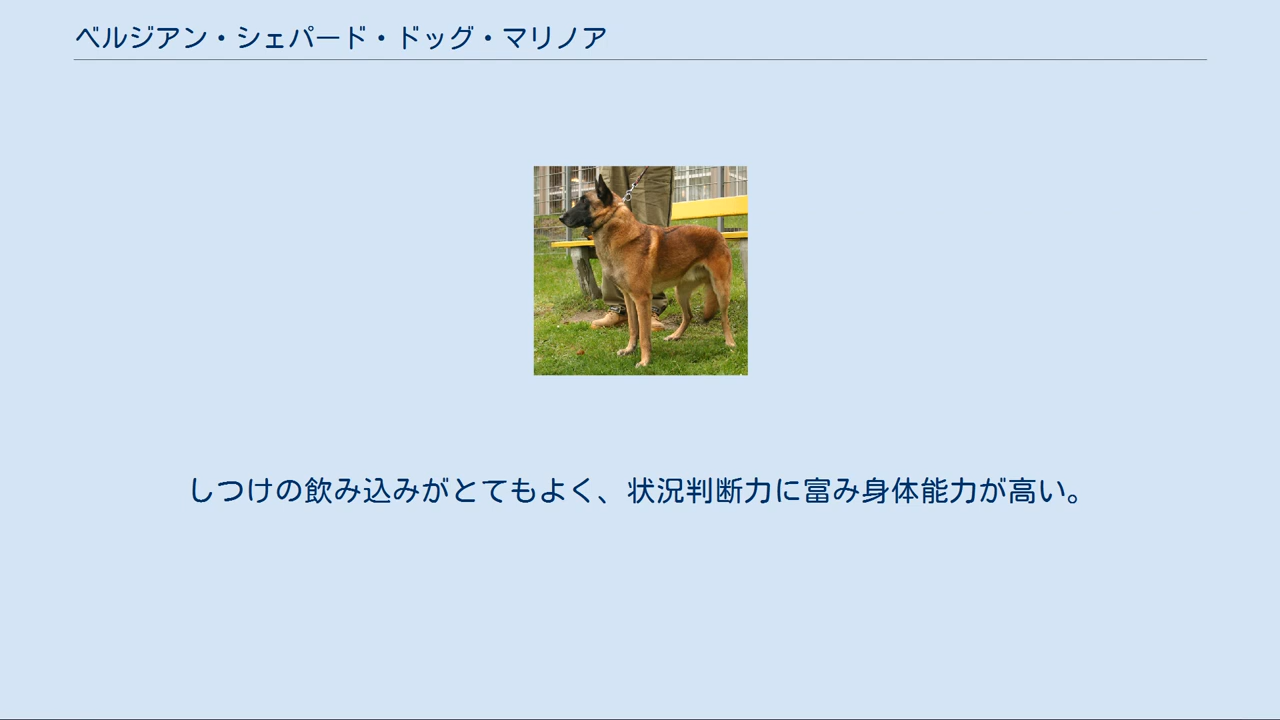 ベルジアン・シェパード・ドッグ・マリノア
しつけの飲み込みがとてもよく、状況判断力に富み身体能力が高い。